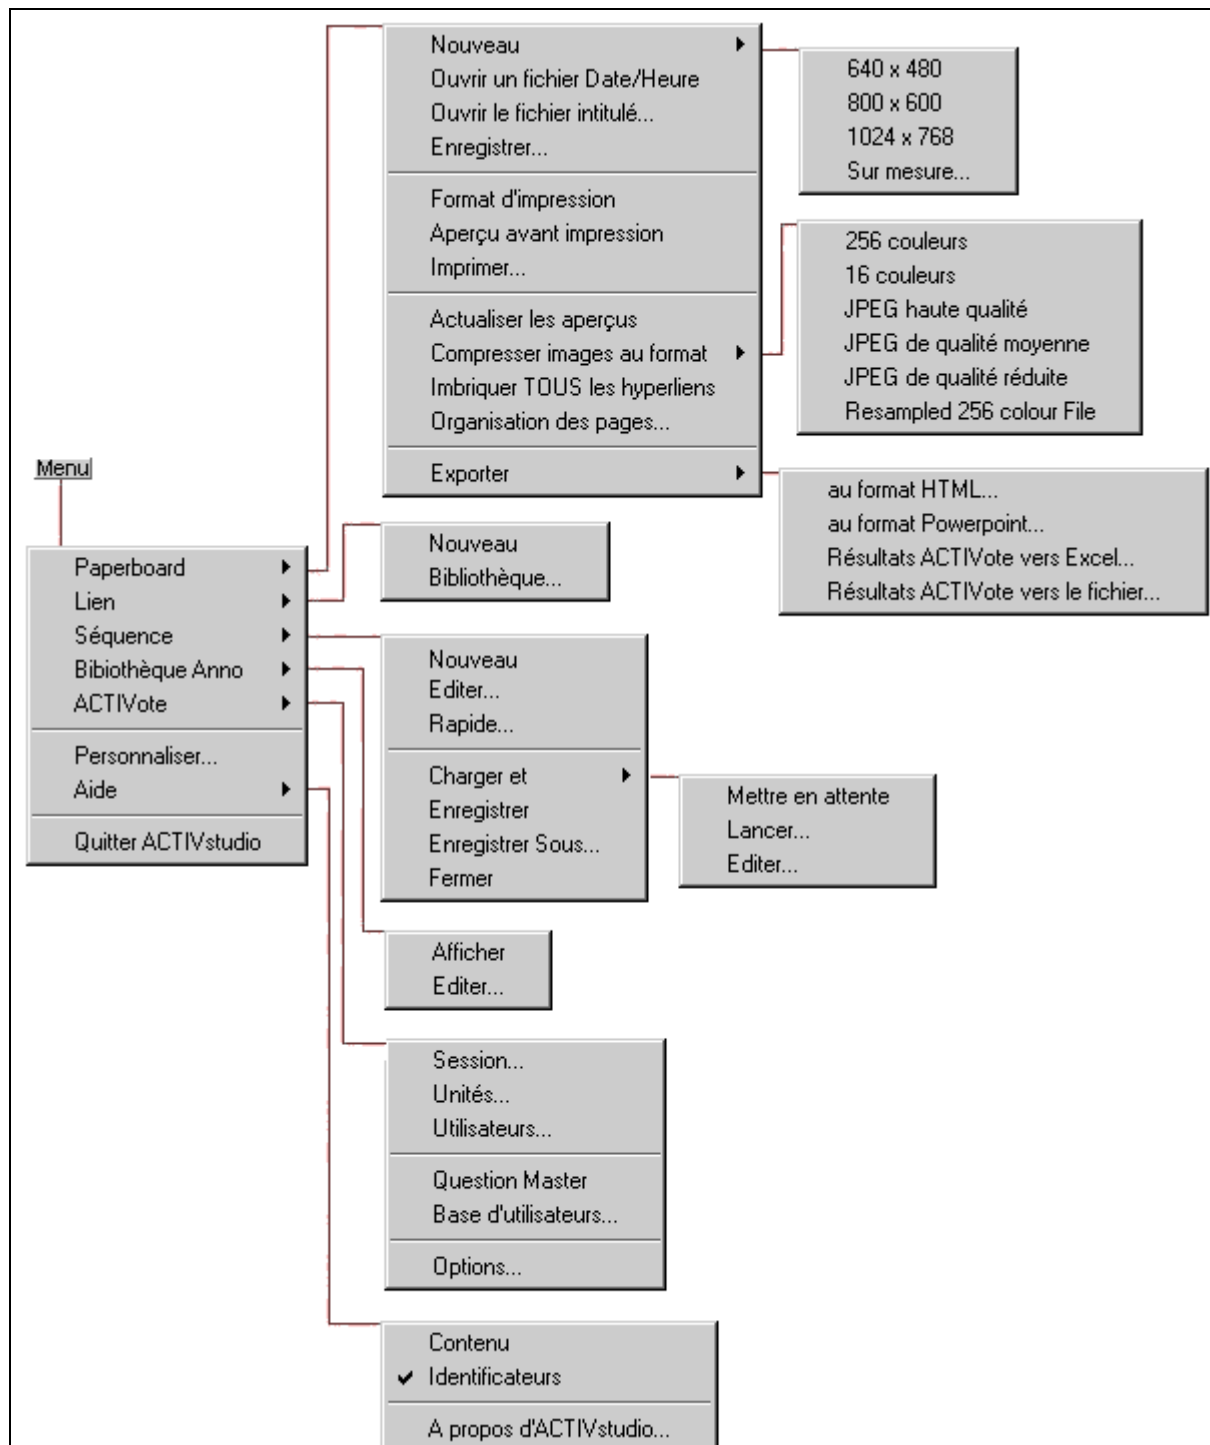 Menu
Paperboard
Lien
Séquence
Bibiothèque Anno
ACTIVote
Personnaliser...
Aide
Quitter ACTIVstudio
Nouveau
Ouvrir un fichier Date/Heure
Ouvrir le fichier intitulé...
Enregistrer...
Format d'impression
Aperçu avant impression
Imprimer...
Actualiser les aperçus
Compresser images au format
Imbriquer TOUS les hyperliens
Organisation des pages...
Exporter
640 x 480
800 x 600
1024 x 768
Sur mesure...
256 couleurs
16 couleurs
JPEG haute qualité
JPEG de qualité moyenne
JPEG de qualité réduite
Resampled 256 colour File
au format HTML...
au format Powerpoint...
Résultats ACTIVote vers Excel...
Résultats ACTIVote vers le fichier...
Nouveau
Bibliothèque...
Nouveau
Editer...
Rapide...
Charger et
Enregistrer
Enregistrer Sous...
Fermer
Mettre en attente
Lancer...
Editer...
Afficher
Editer...
Session...
Unités...
Utilisateurs...
Question Master
Base d'utilisateurs...
Options...
Contenu
Identificateurs
A propos d'ACTIVstudio...